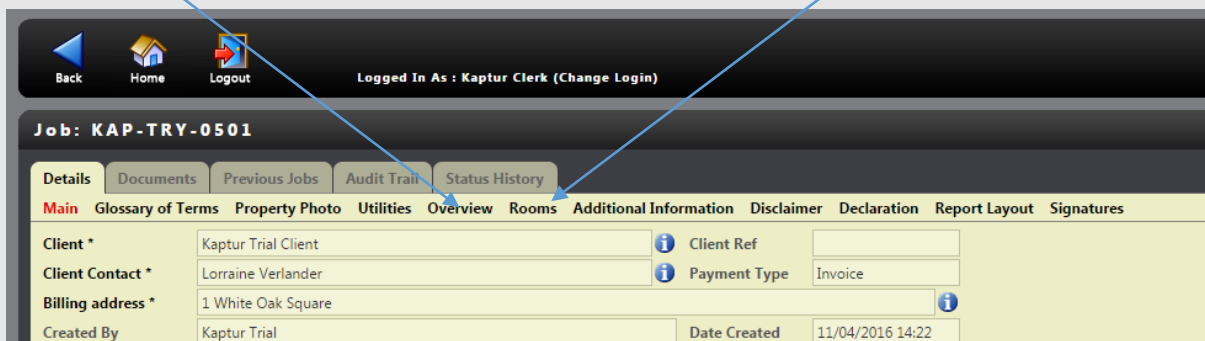 Back Home Logout Logged In As : Kaptur Clerk (Change Login)
Job: KAP-TRY-0501
Details Documents Previous Jobs Audit Trail Status History
Main Glossary of Terms Property Photo Utilities Overview Rooms Additional Information Disclaimer Declaration Report Layout Signatures
Client * Kaptur Trial Client Client Ref
Client Contact * Lorraine Verlander Payment Type Invoice
Billing address * 1 White Oak Square
Created By Kaptur Trial Date Created 11/04/2016 14:22